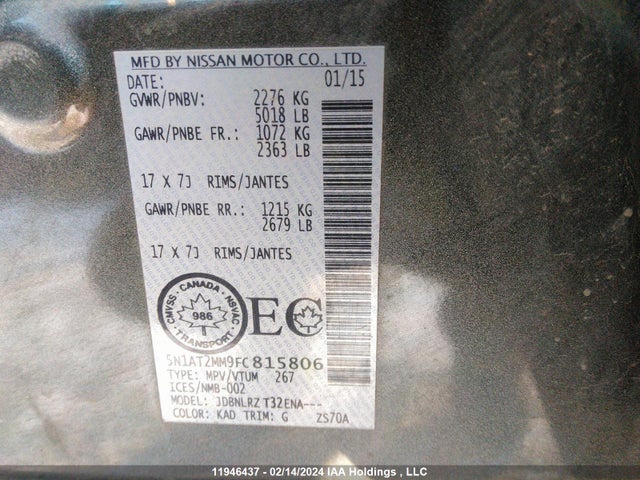 MFD BY NISSAN MOTOR CO., LTD.
DATE: 01/15
GVWR/PNBV: 2276 KG
5018 LB
GAWR/PNBE FR.: 1072 KG
2363 LB
17 X 7J RIMS/JANTES
GAWR/PNBE RR.: 1215 KG
2679 LB
17 X 7J RIMS/JANTES
CANADA
CMVSS NSVAC
986
TRANSPORT
EC
5N1AT2MM9FC815806
TYPE: MPV/VTUM 267
ICES/NMB-002
MODEL: JDBNLRZ T32ENA---
COLOR: KAD TRIM: G ZS70A
11946437 - 02/14/2024 IAA Holdings , LLC